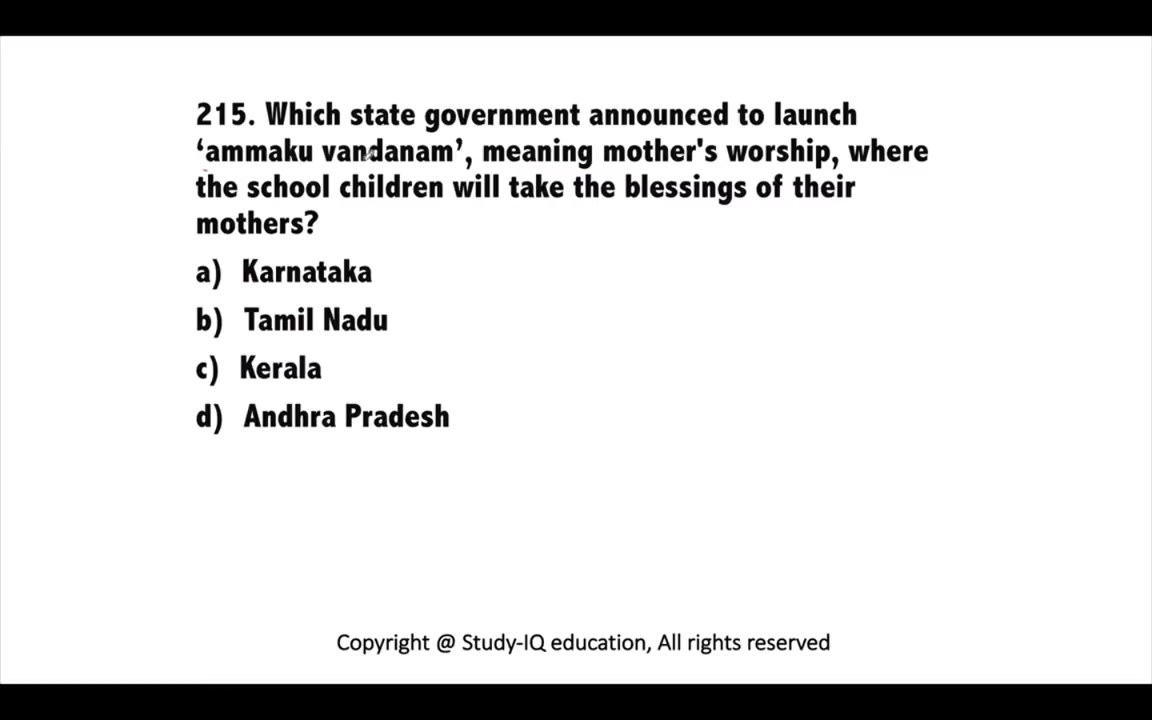 215. Which state government announced to launch
‘ammaku vandanam’, meaning mother's worship, where
the school children will take the blessings of their
mothers?
a) Karnataka
b) Tamil Nadu
c) Kerala
d) Andhra Pradesh
Copyright @ Study-IQ education, All rights reserved